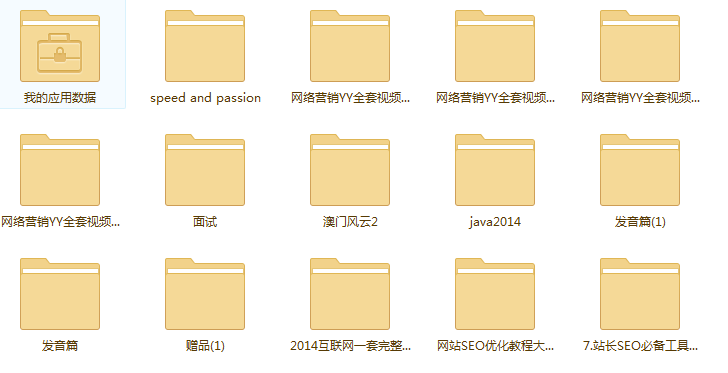 我的应用数据
speed and passion
网络营销YY全套视频...
网络营销YY全套视频...
网络营销YY全套视频...
网络营销YY全套视频...
面试
澳门风云2
java2014
发音篇(1)
发音篇
赠品(1)
2014互联网一套完整...
网站SEO优化教程大...
7.站长SEO必备工具...